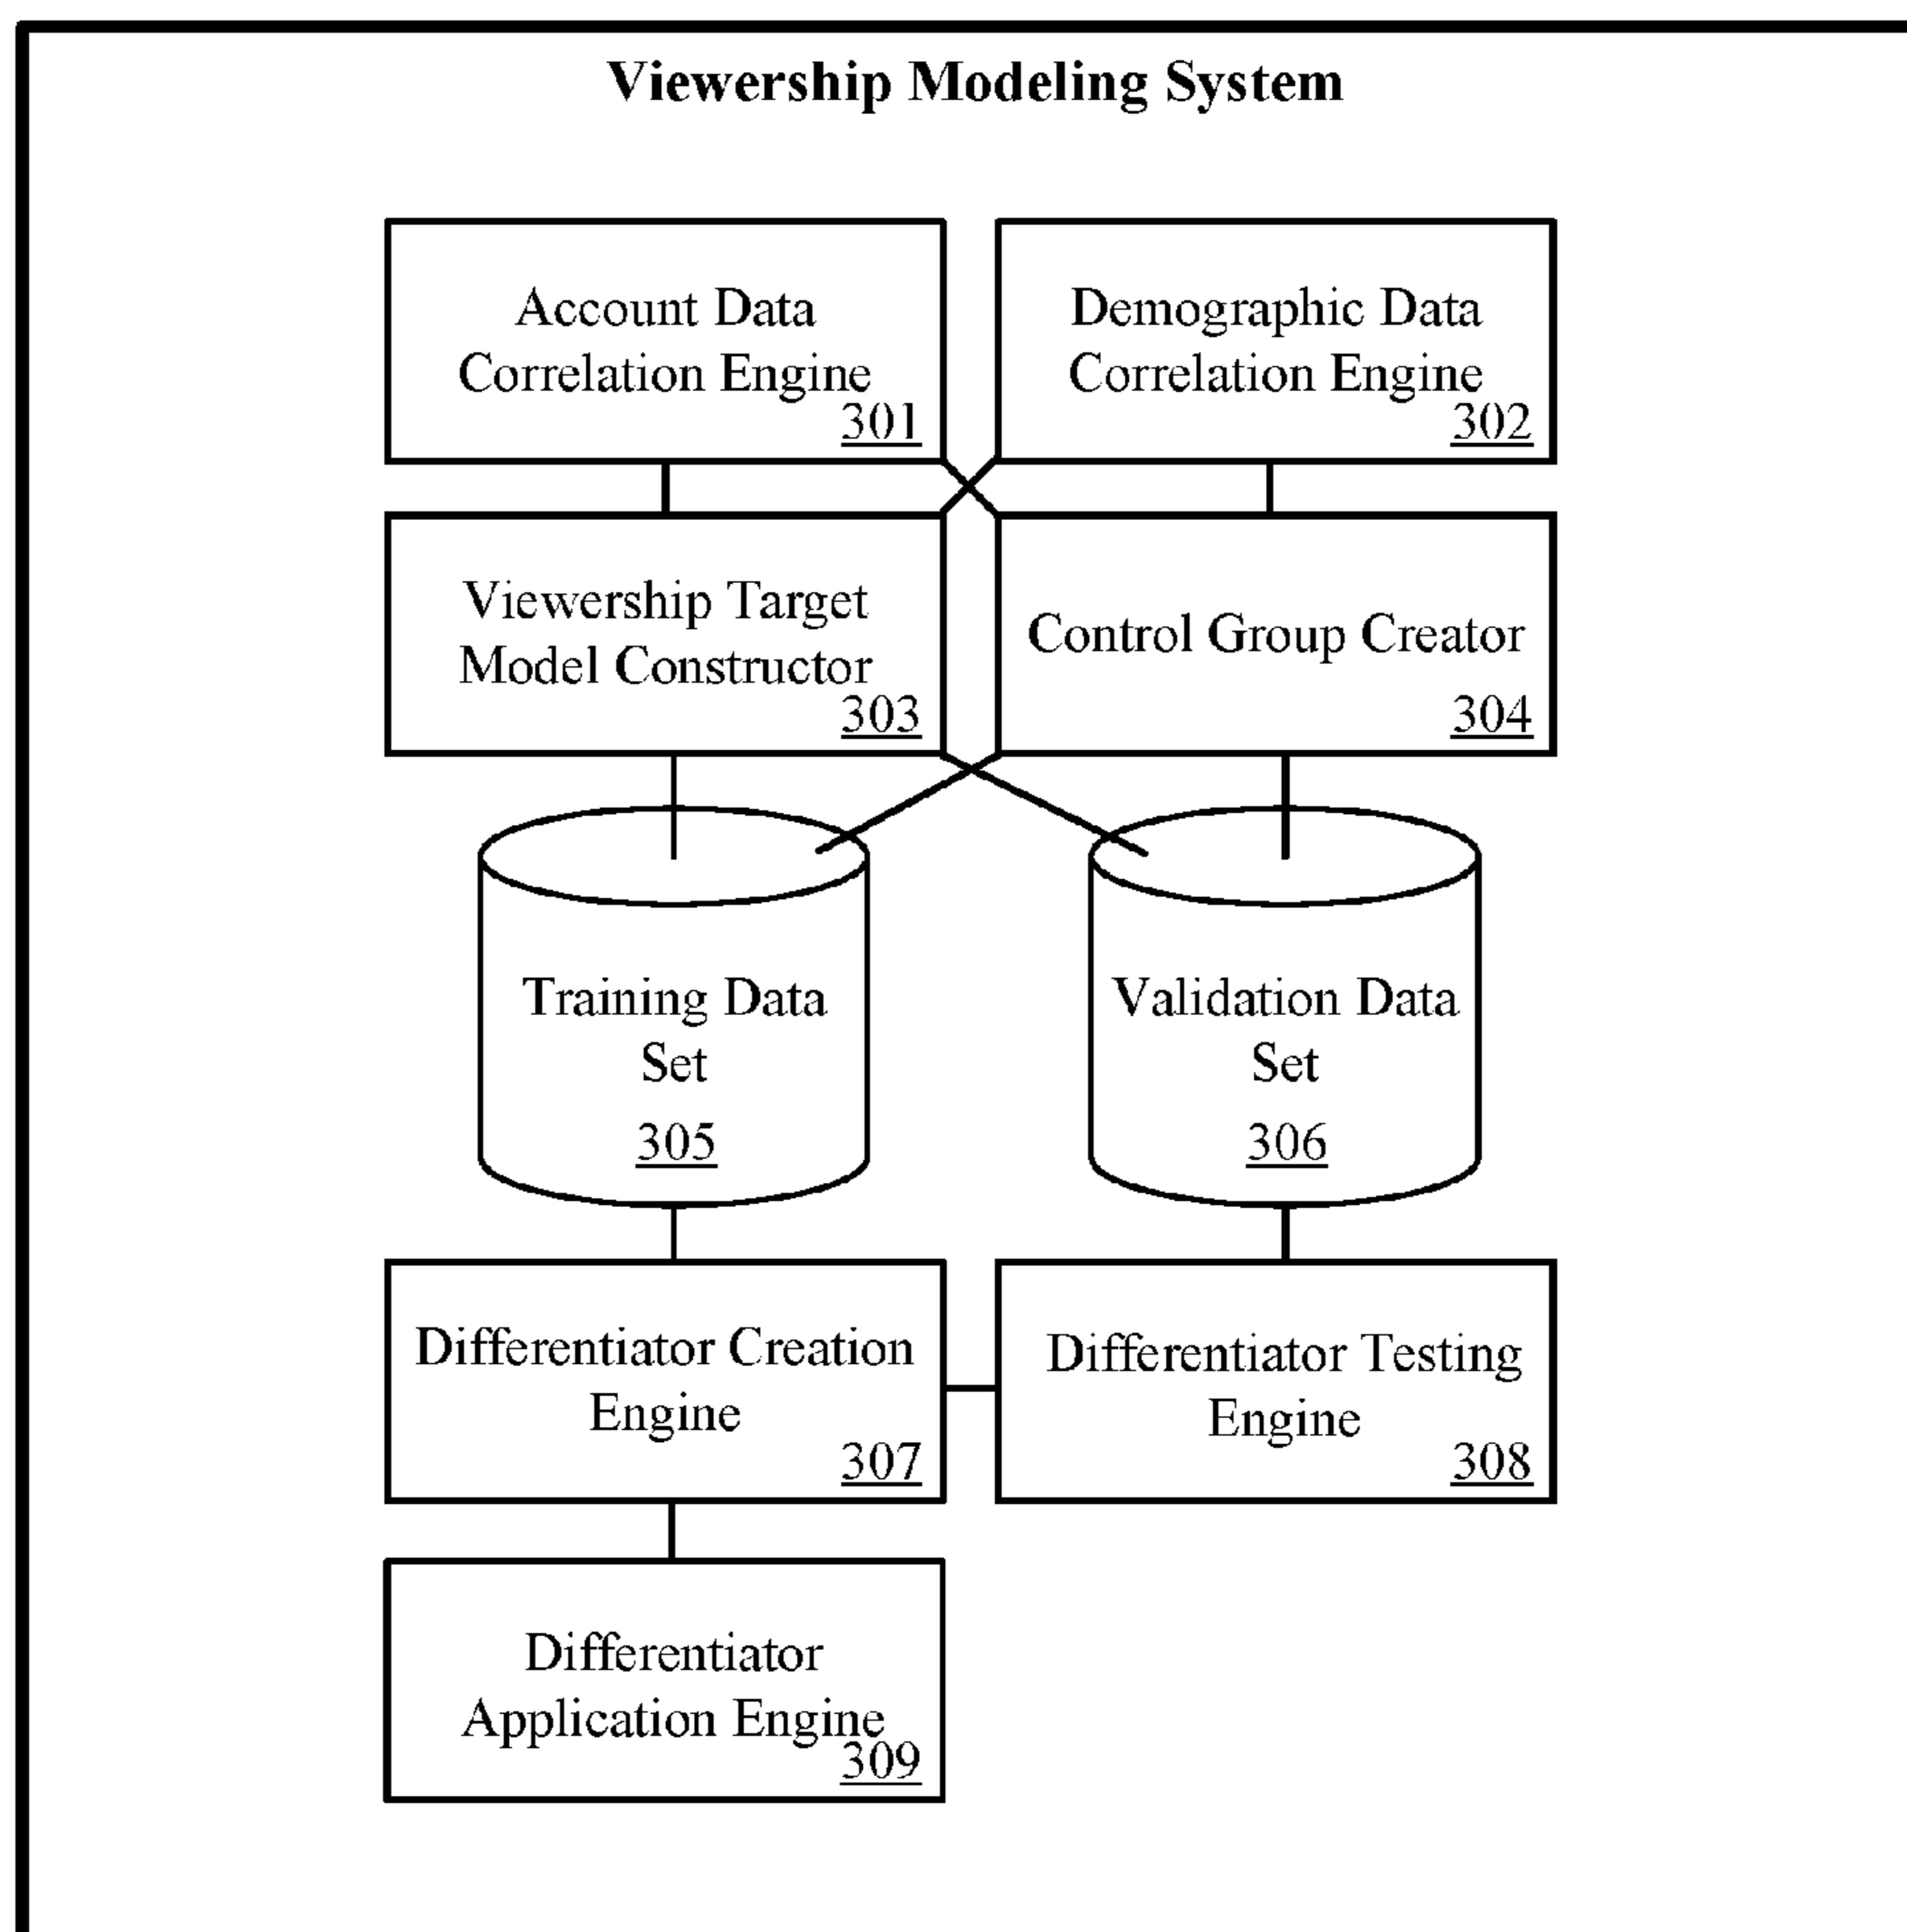 Viewership Modeling System
Account Data
Correlation Engine
301
Demographic Data
Correlation Engine
302
Viewership Target
Model Constructor
303
Control Group Creator
304
Training Data
Set
305
Validation Data
Set
306
Differentiator Creation
Engine
307
Differentiator Testing
Engine
308
Differentiator
Application Engine
309